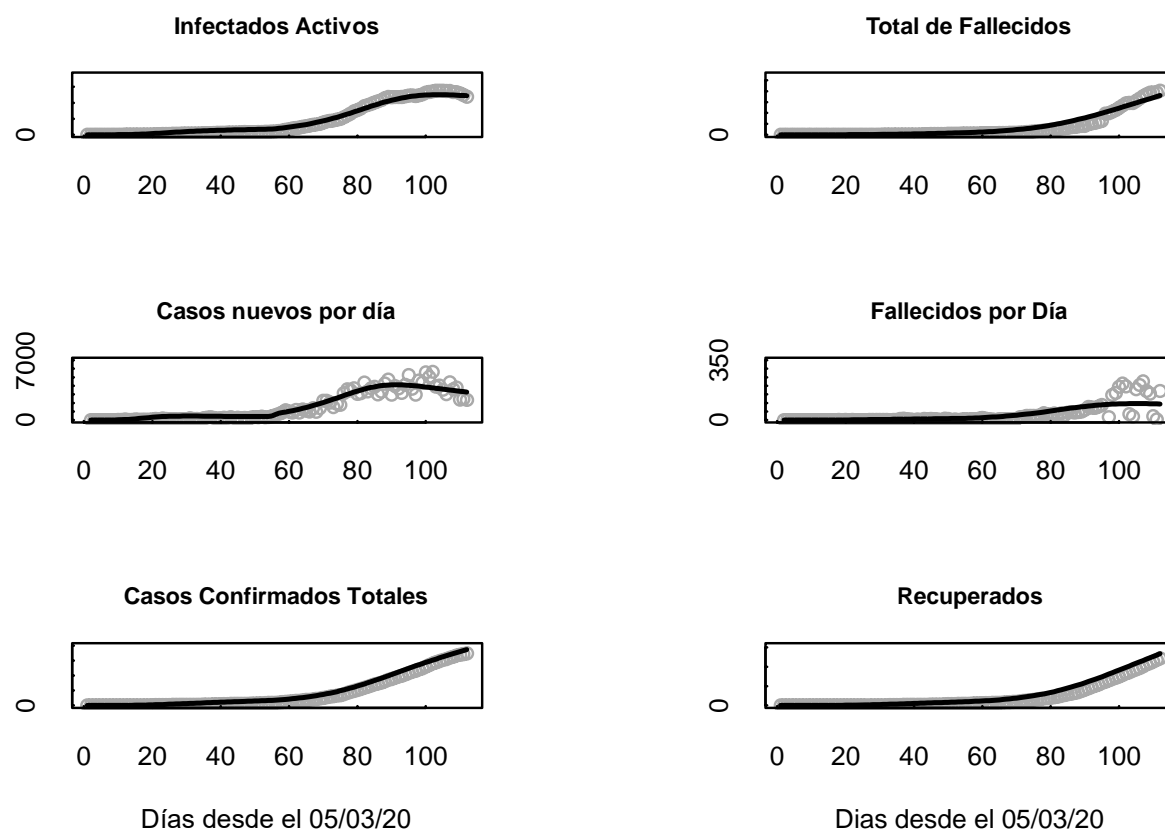 Infectados Activos
0
0 20 40 60 80 100
Total de Fallecidos
0
0 20 40 60 80 100
Casos nuevos por día
7000
0
0 20 40 60 80 100
Fallecidos por Día
350
0
0 20 40 60 80 100
Casos Confirmados Totales
0
0 20 40 60 80 100
Días desde el 05/03/20
Recuperados
0
0 20 40 60 80 100
Dias desde el 05/03/20